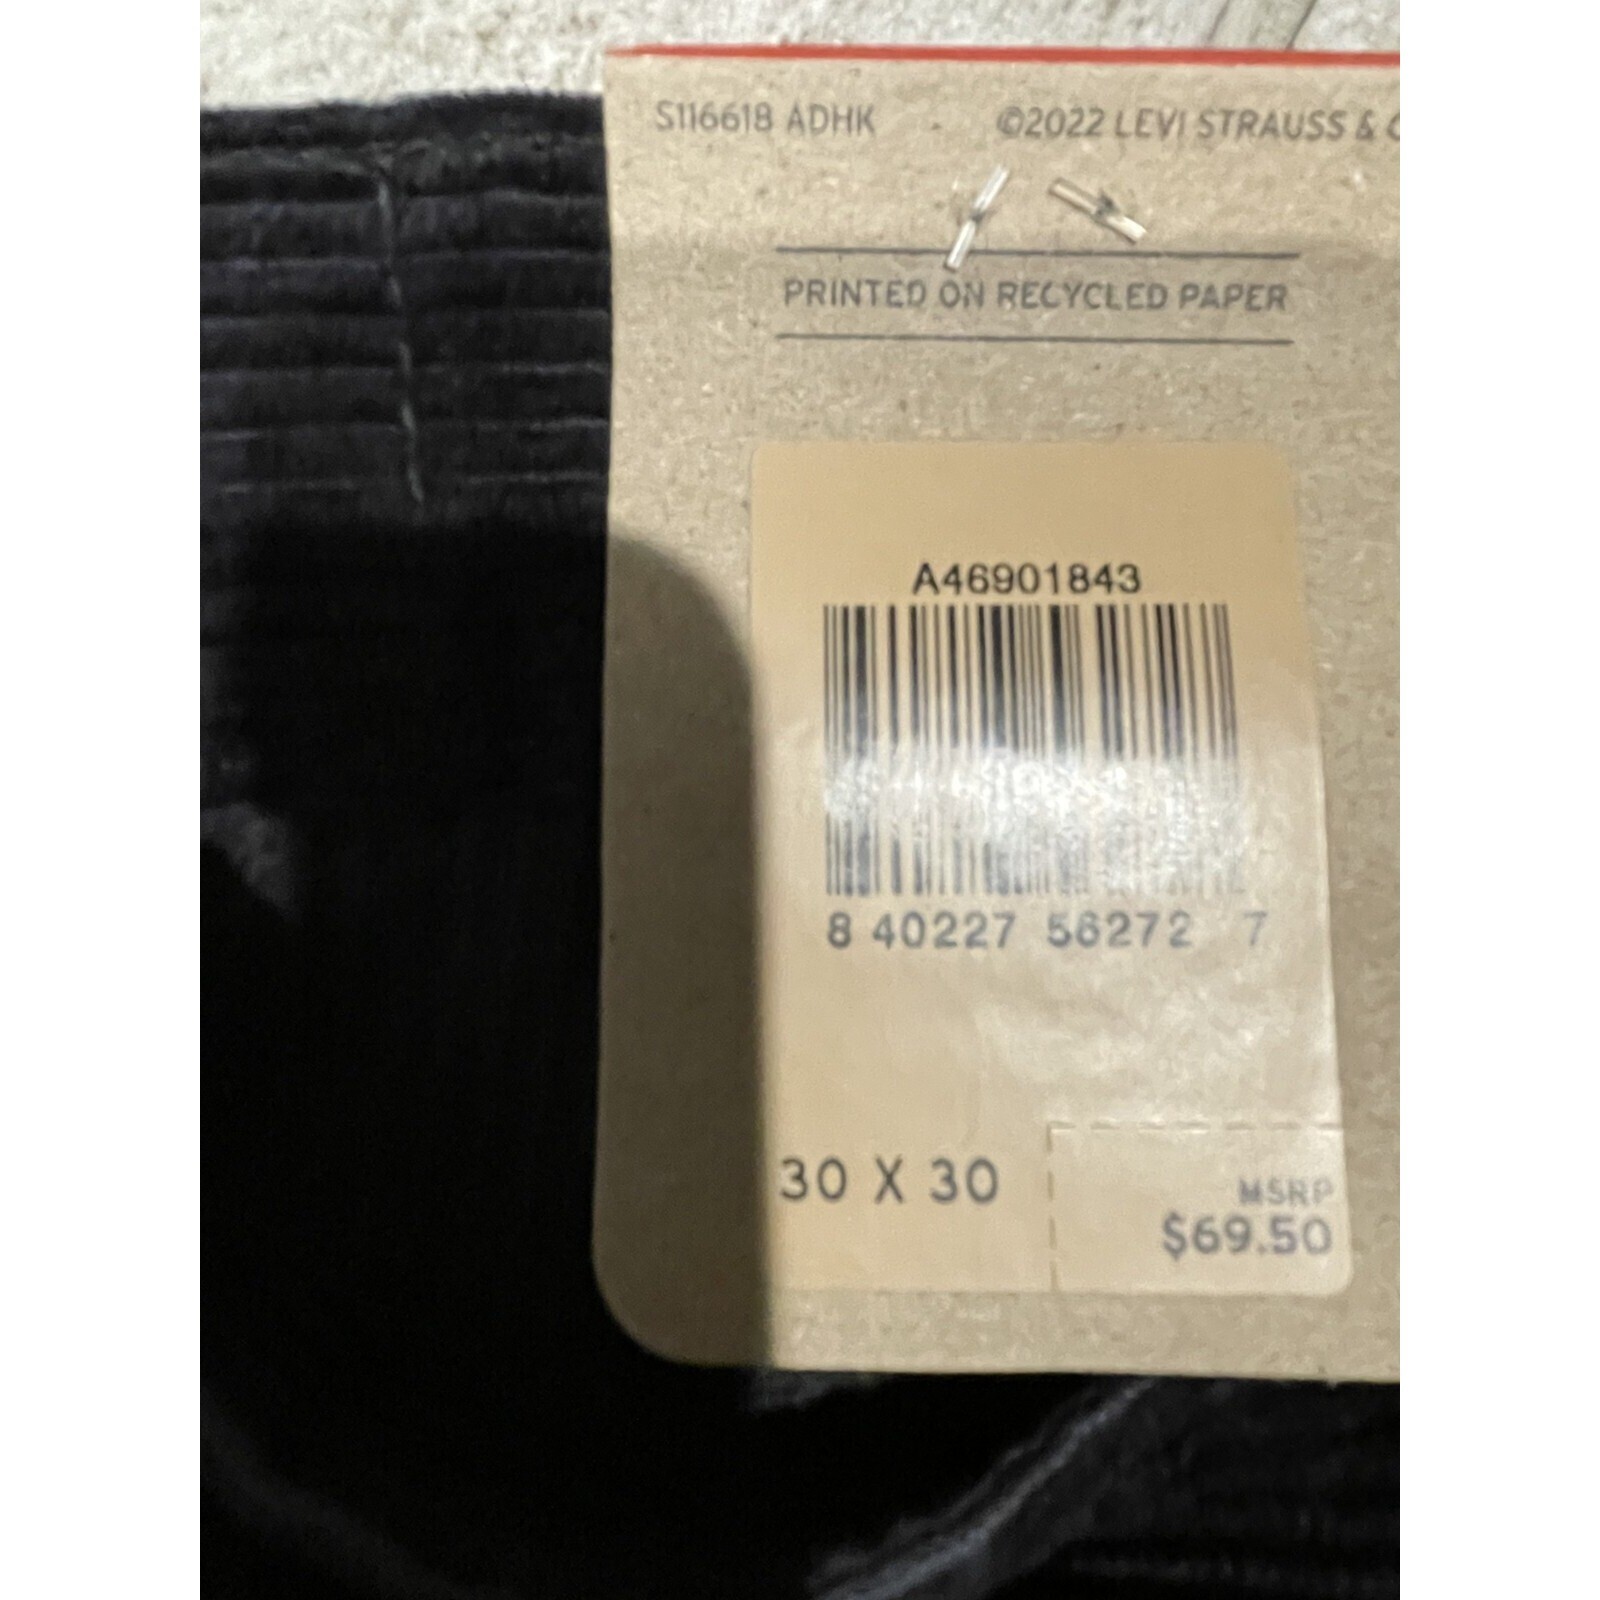 S116618 ADHK
©2022 LEVI STRAUSS &
PRINTED ON RECYCLED PAPER
A46901843
8 40227 56272 7
30 X 30
MSRP
$69.50